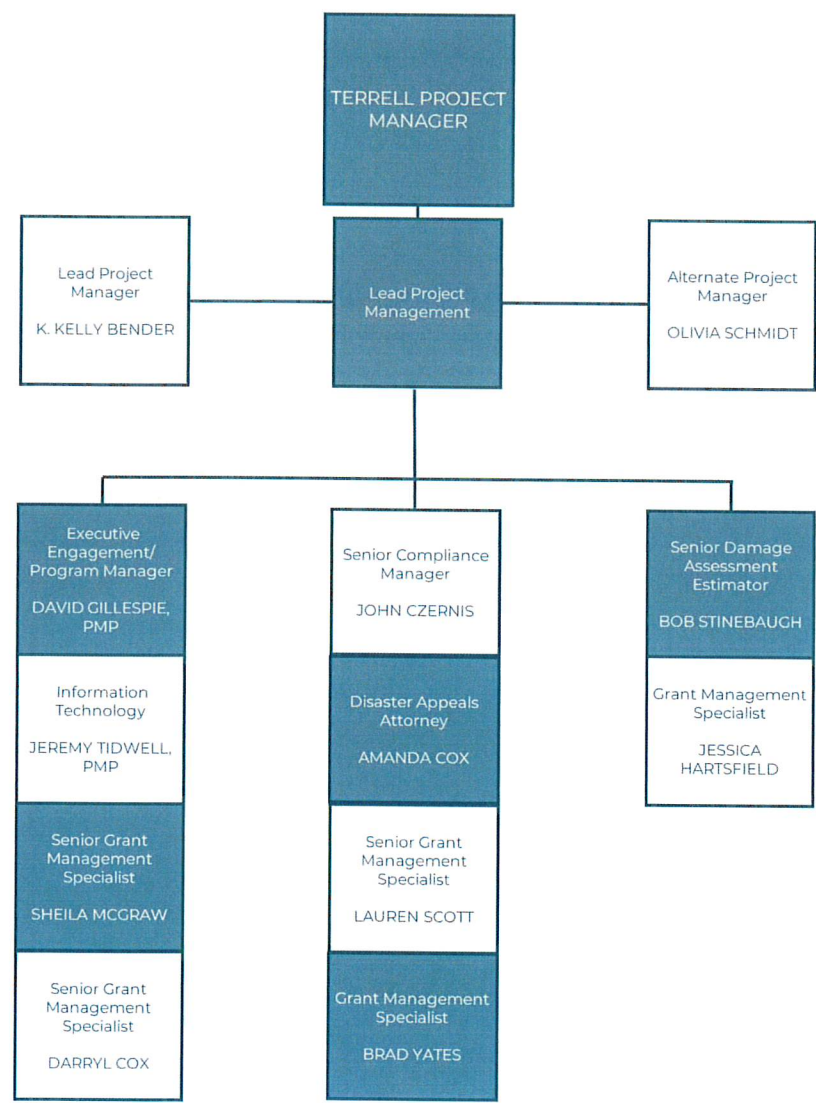 TERRELL PROJECT
MANAGER
Lead Project
Manager
K. KELLY BENDER
Lead Project
Management
Alternate Project
Manager
OLIVIA SCHMIDT
Executive
Engagement/
Program Manager
DAVID GILLESPIE,
PMP
Information
Technology
JEREMY TIDWELL,
PMP
Senior Grant
Management
Specialist
SHEILA MCGRAW
Senior Grant
Management
Specialist
DARRYL COX
Senior Compliance
Manager
JOHN CZERNIS
Disaster Appeals
Attorney
AMANDA COX
Senior Grant
Management
Specialist
LAUREN SCOTT
Grant Management
Specialist
BRAD YATES
Senior Damage
Assessment
Estimator
BOB STINEBAUGH
Grant Management
Specialist
JESSICA
HARTSFIELD